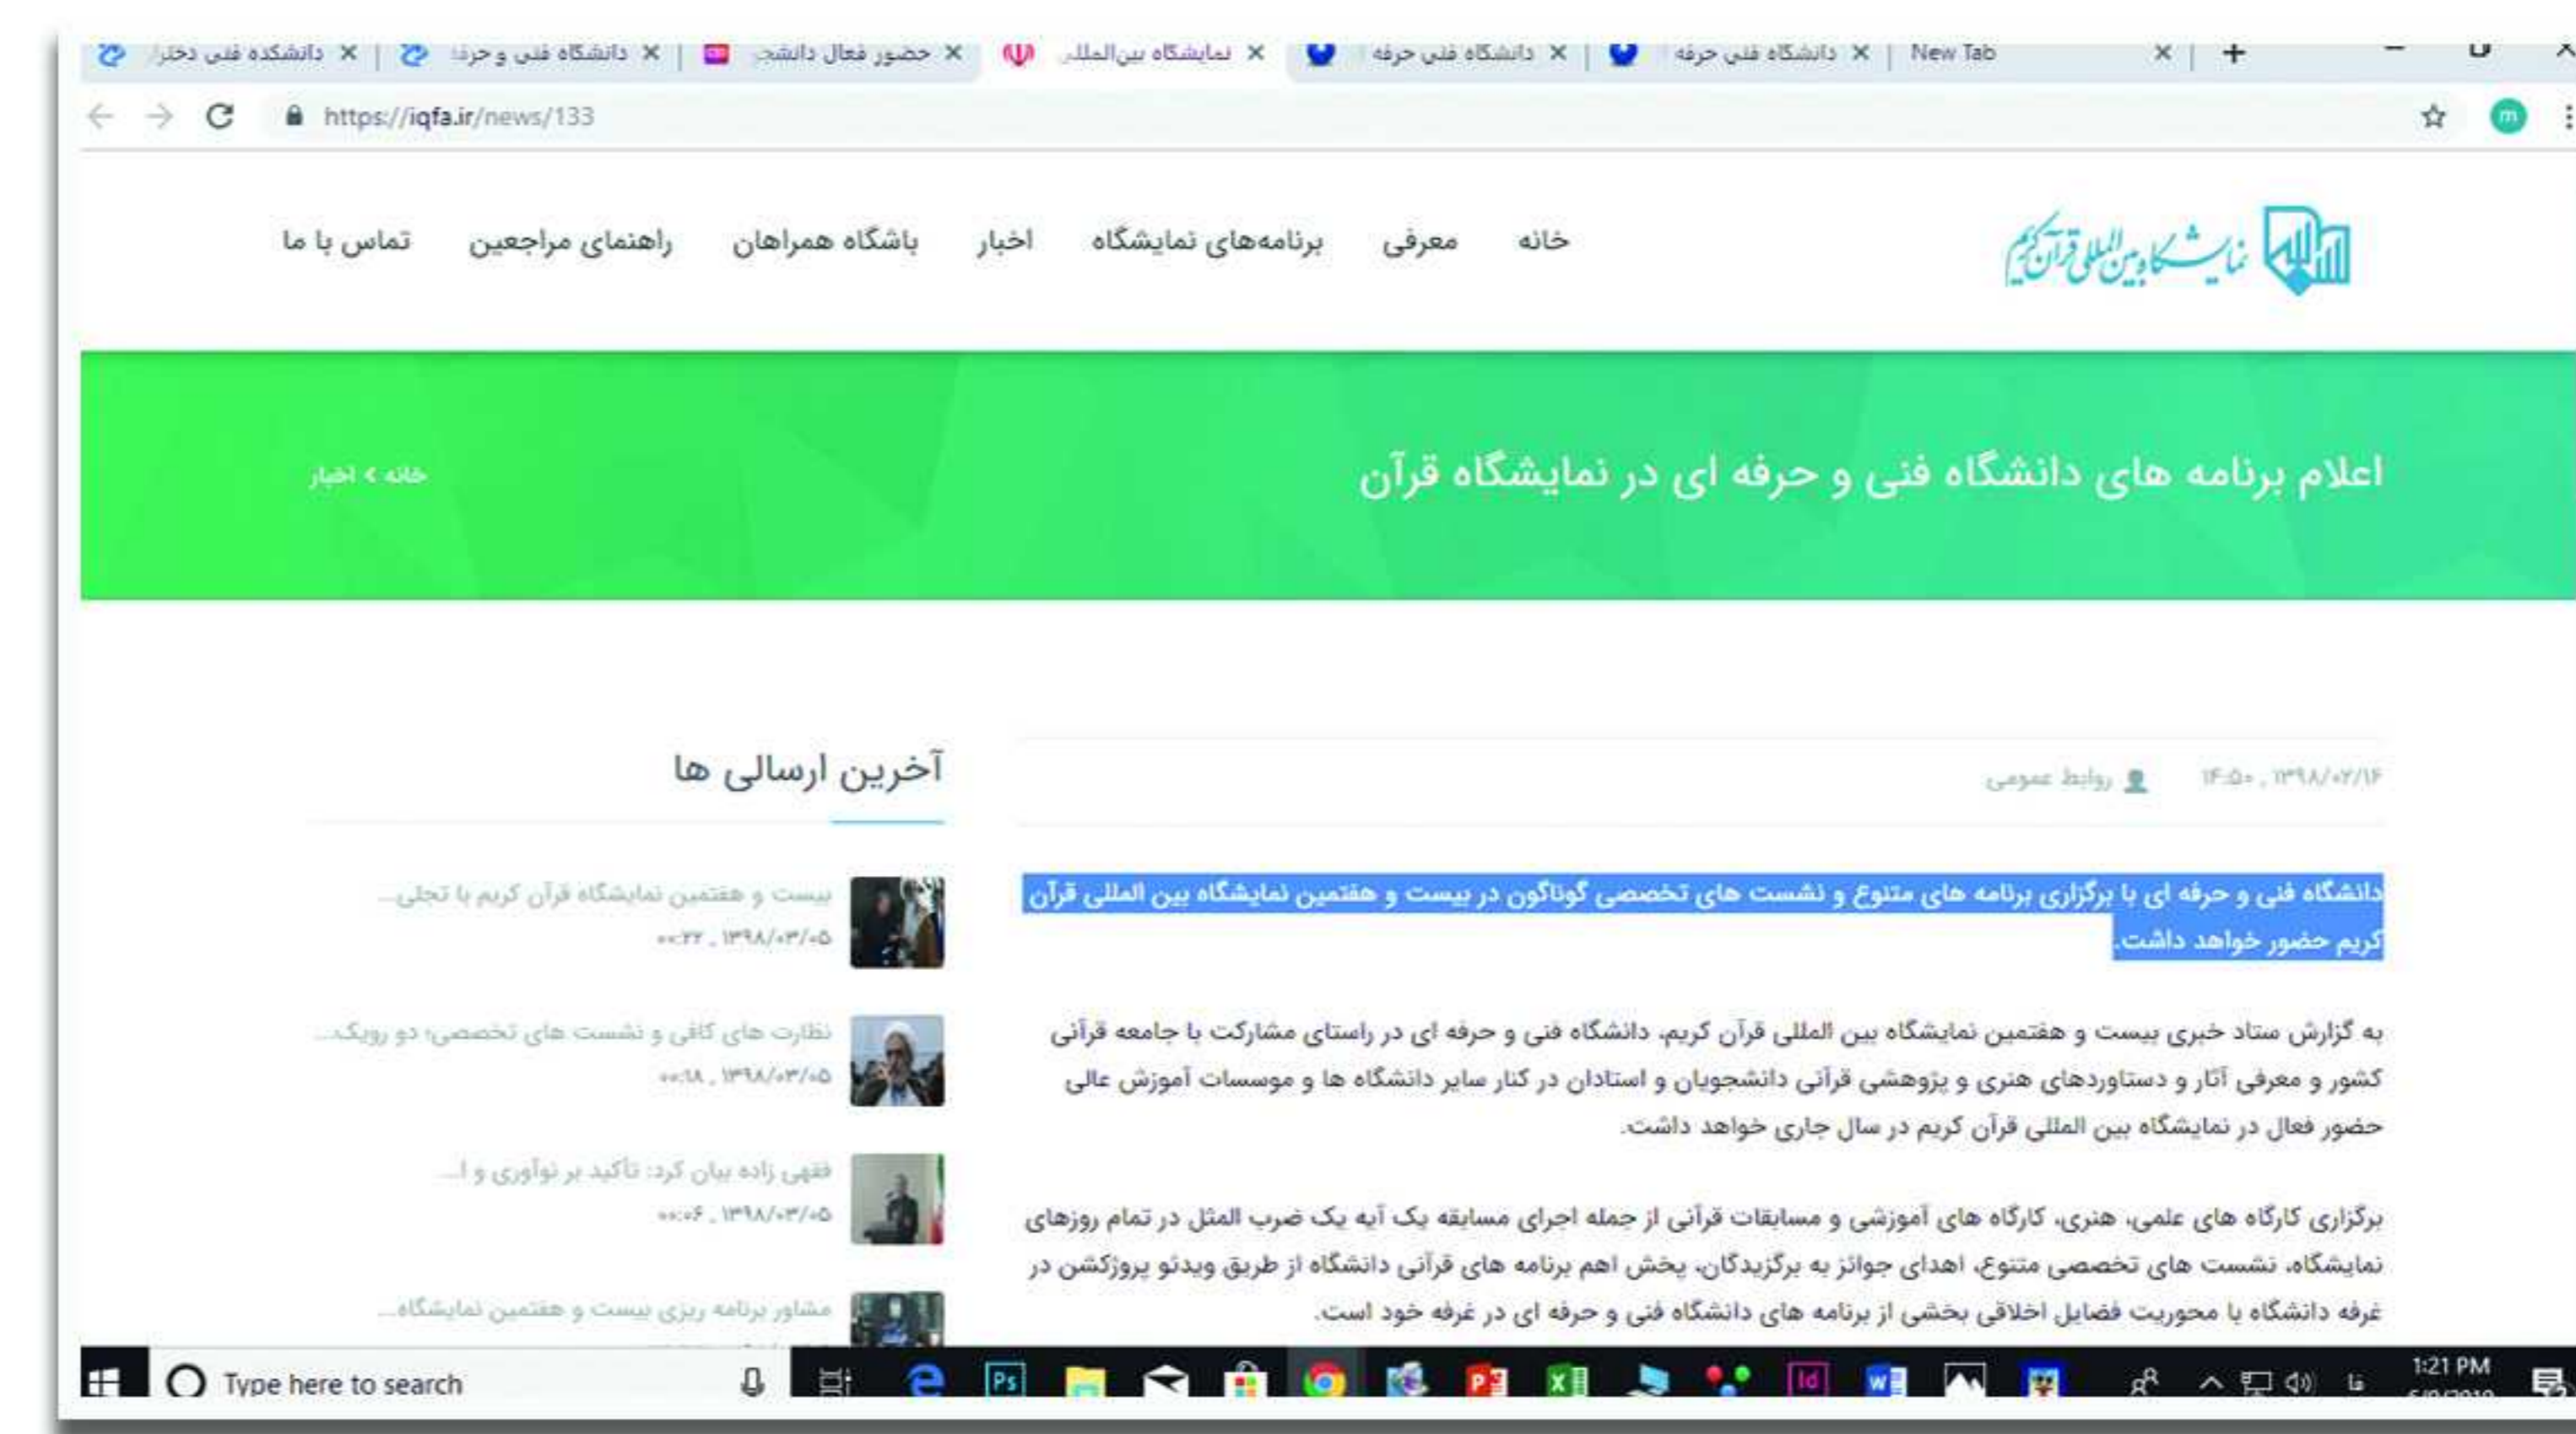 دانشکده فنی دختر
دانشگاه فنی و حرفه
حضور فعال دانشجـ
نمایشگاه بین‌المللـ
دانشگاه فنی حرفه
دانشگاه فنی حرفه
New Tab
https://iqfa.ir/news/133
نمایشگاه بین المللی قرآن کریم
خانه معرفی برنامه‌های نمایشگاه اخبار باشگاه همراهان راهنمای مراجعین تماس با ما
اعلام برنامه های دانشگاه فنی و حرفه ای در نمایشگاه قرآن
خانه > اخبار
۱۳۹۸/۰۲/۱۶ , ۱۴:۵۰ روابط عمومی
دانشگاه فنی و حرفه ای با برگزاری برنامه های متنوع و نشست های تخصصی گوناگون در بیست و هفتمین نمایشگاه بین المللی قرآن
کریم حضور خواهد داشت.
به گزارش ستاد خبری بیست و هفتمین نمایشگاه بین المللی قرآن کریم، دانشگاه فنی و حرفه ای در راستای مشارکت با جامعه قرآنی
کشور و معرفی آثار و دستاوردهای هنری و پژوهشی قرآنی دانشجویان و استادان در کنار سایر دانشگاه ها و موسسات آموزش عالی
حضور فعال در نمایشگاه بین المللی قرآن کریم در سال جاری خواهد داشت.
برگزاری کارگاه های علمی، هنری، کارگاه های آموزشی و مسابقات قرآنی از جمله اجرای مسابقه یک آیه یک ضرب المثل در تمام روزهای
نمایشگاه، نشست های تخصصی متنوع، اهدای جوائز به برگزیدگان، پخش اهم برنامه های قرآنی دانشگاه از طریق ویدئو پروژکشن در
غرفه دانشگاه با محوریت فضایل اخلاقی بخشی از برنامه های دانشگاه فنی و حرفه ای در غرفه خود است.
آخرین ارسالی ها
بیست و هفتمین نمایشگاه قرآن کریم با تجلی...
۱۳۹۸/۰۳/۰۵ , ۰۰:۲۲
نظارت های کافی و نشست های تخصصی؛ دو رویکـ...
۱۳۹۸/۰۳/۰۵ , ۰۰:۱۸
فقهی زاده بیان کرد: تأکید بر نوآوری و ا...
۱۳۹۸/۰۳/۰۵ , ۰۰:۰۶
مشاور برنامه ریزی بیست و هفتمین نمایشگاه...
Type here to search
فا
1:21 PM